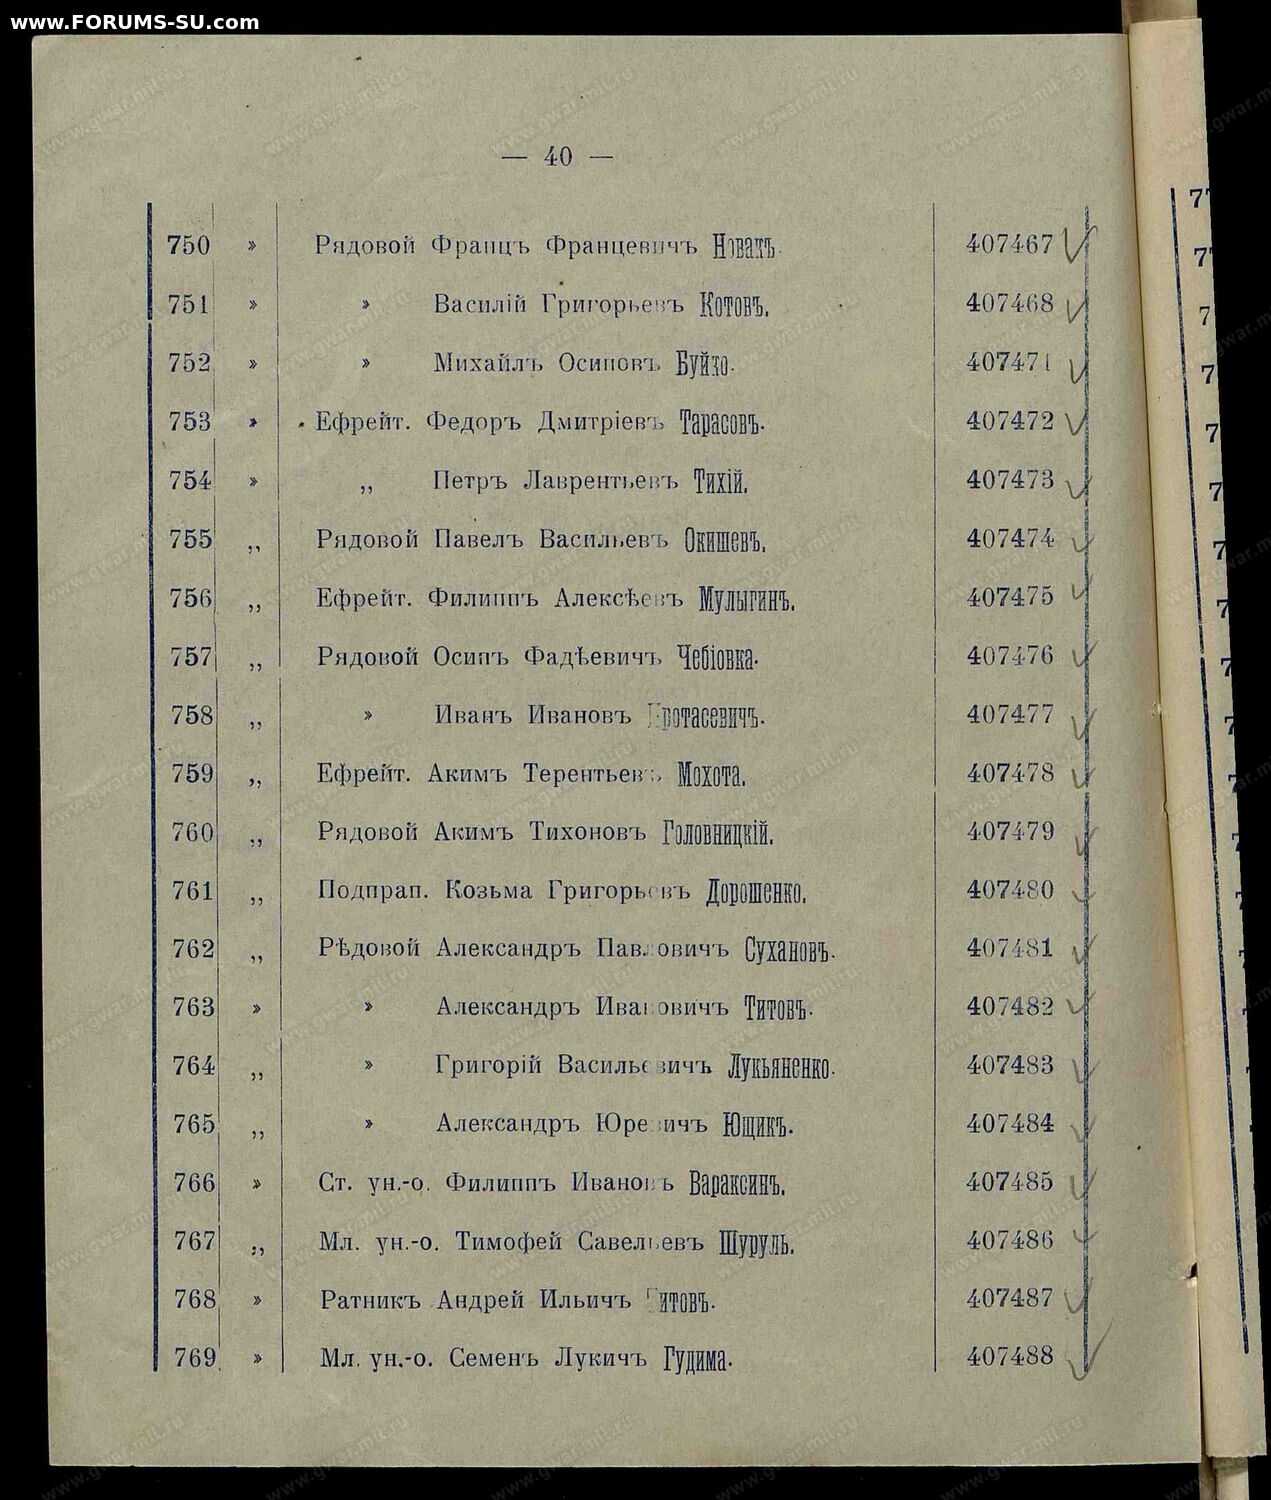 www.FORUMS-SU.com
— 40 —
750 » Рядовой Францъ Францевичъ Новакъ. 407467
751 » » Василій Григорьевъ Котовъ. 407468
752 » » Михайлъ Осиповъ Буйко. 407471
753 » Ефрейт. Федоръ Дмитріевъ Тарасовъ. 407472
754 » ,, Петръ Лаврентьевъ Тихій. 407473
755 ,, Рядовой Павелъ Васильевъ Окишевъ. 407474
756 ,, Ефрейт. Филиппъ Алексѣевъ Мулыгинъ. 407475
757 ,, Рядовой Осипъ Фадѣевичъ Чебіовка. 407476
758 ,, » Иванъ Ивановъ Протасевичъ. 407477
759 ,, Ефрейт. Акимъ Терентьевъ Мохота. 407478
760 ,, Рядовой Акимъ Тихоновъ Головницкій. 407479
761 ,, Подпрап. Козьма Григорьевъ Дорошенко. 407480
762 ,, Рѣдовой Александръ Павловичъ Сухановъ. 407481
763 » » Александръ Ивановичъ Титовъ. 407482
764 ,, » Григорій Васильевичъ Лукьяненко. 407483
765 ,, » Александръ Юревичъ Ющикъ. 407484
766 » Ст. ун.-о. Филиппъ Ивановъ Вараксинъ. 407485
767 ,, Мл. ун.-о. Тимофей Савельевъ Шуруль. 407486
768 » Ратникъ Андрей Ильичъ Титовъ. 407487
769 » Мл. ун.-о. Семенъ Лукичъ Гудима. 407488